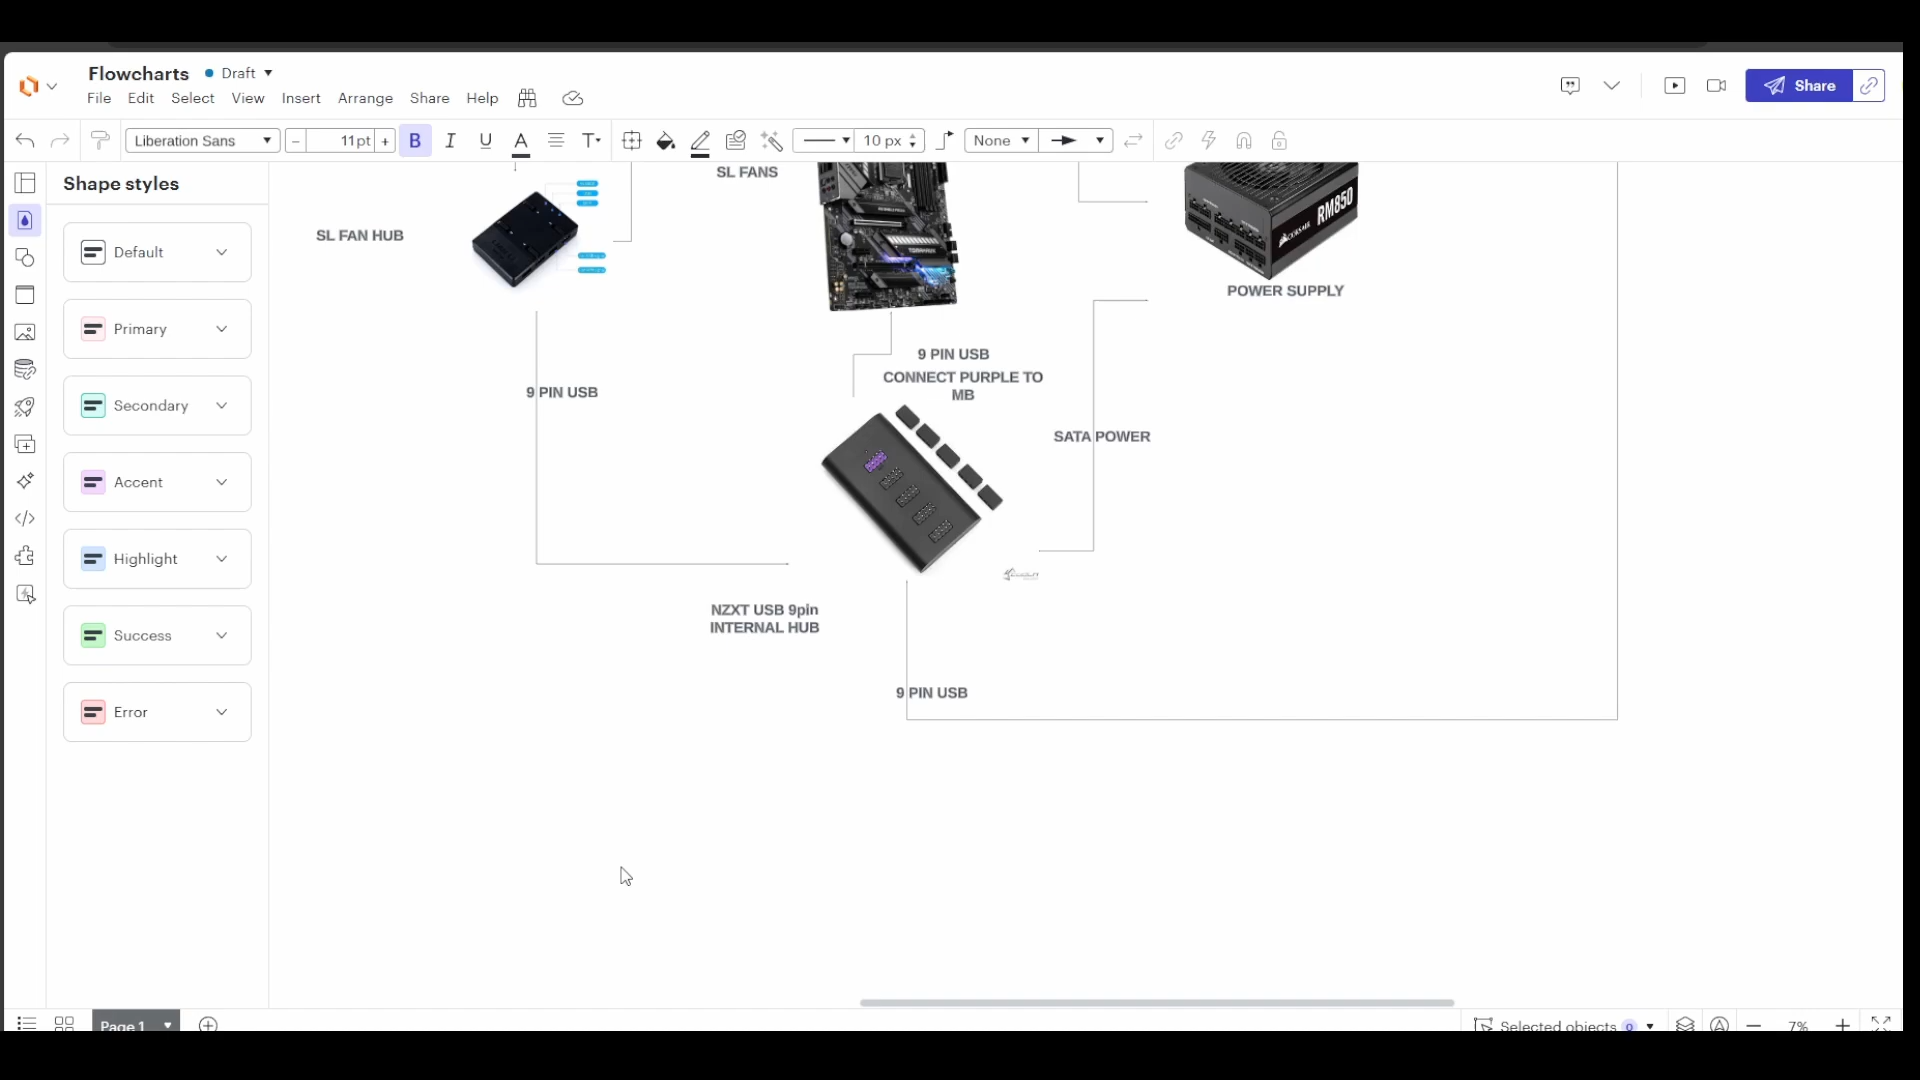 Flowcharts
Draft
File Edit Select View Insert Arrange Share Help
Share
Liberation Sans
− 11pt +
B I U A T
10 px
None
Shape styles
Default
Primary
Secondary
Accent
Highlight
Success
Error
SL FAN HUB
SL FANS
RM850
CORSAIR
POWER SUPPLY
9 PIN USB
9 PIN USB
CONNECT PURPLE TO
MB
SATA POWER
NZXT USB 9pin
INTERNAL HUB
9 PIN USB
Page 1
Selected objects 0
7%